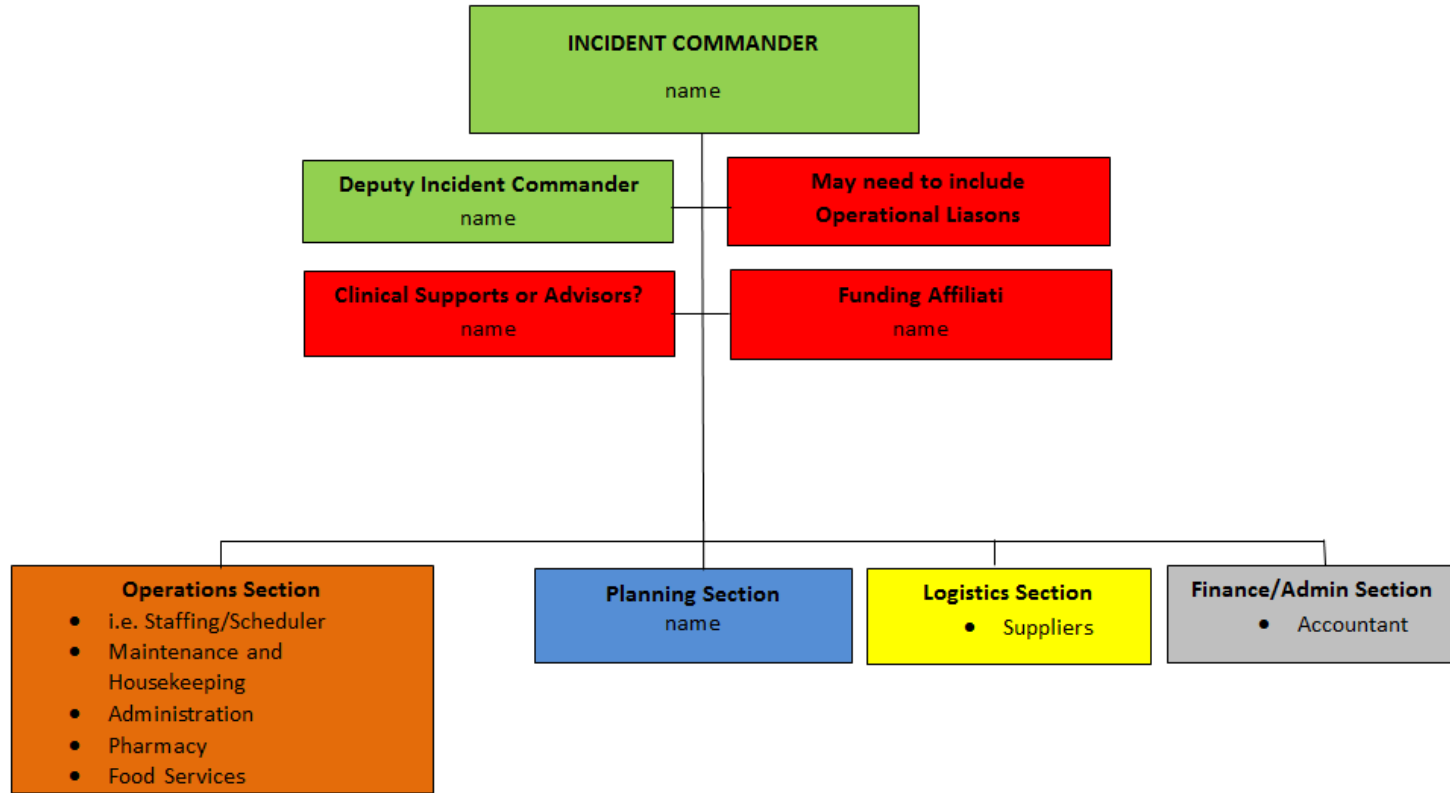 INCIDENT COMMANDER
name
Deputy Incident Commander
name
May need to include
Operational Liasons
Clinical Supports or Advisors?
name
Funding Affiliati
name
Operations Section
• i.e. Staffing/Scheduler
• Maintenance and
Housekeeping
• Administration
• Pharmacy
• Food Services
Planning Section
name
Logistics Section
• Suppliers
Finance/Admin Section
• Accountant